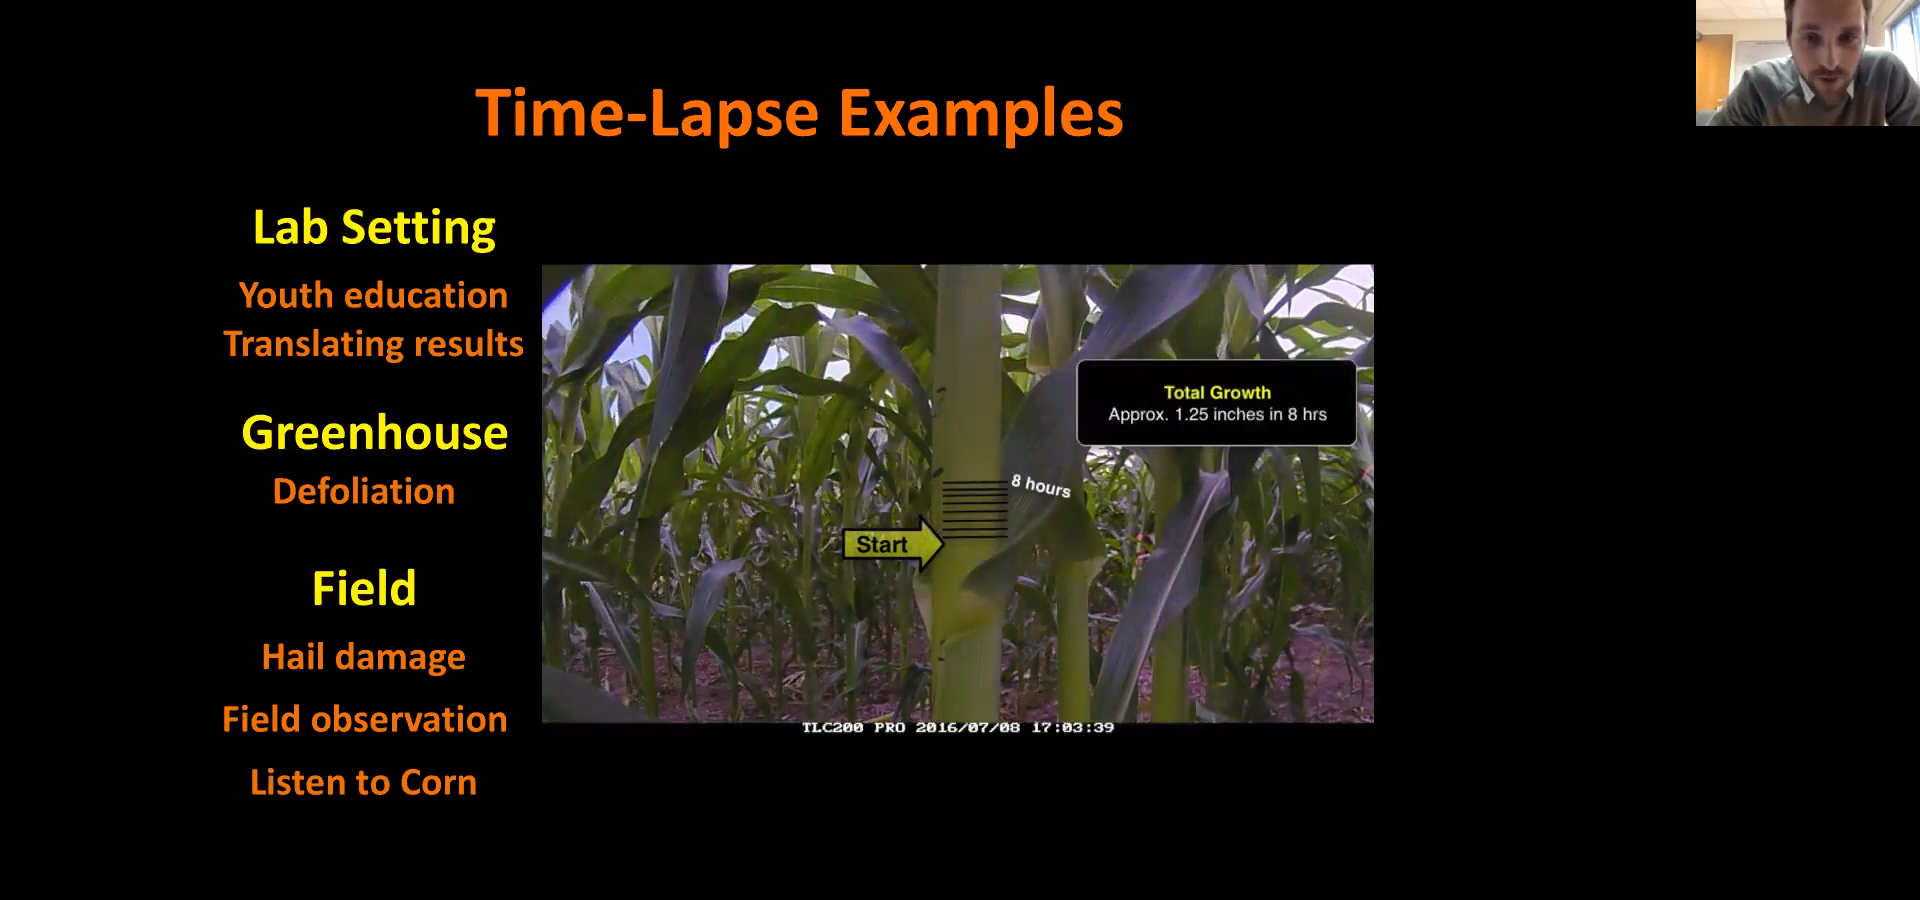 Time-Lapse Examples
Lab Setting
Youth education
Translating results
Greenhouse
Defoliation
Field
Hail damage
Field observation
Listen to Corn
Total Growth
Approx. 1.25 inches in 8 hrs
8 hours
Start
TLC200 PRO 2016/07/08 17:03:39